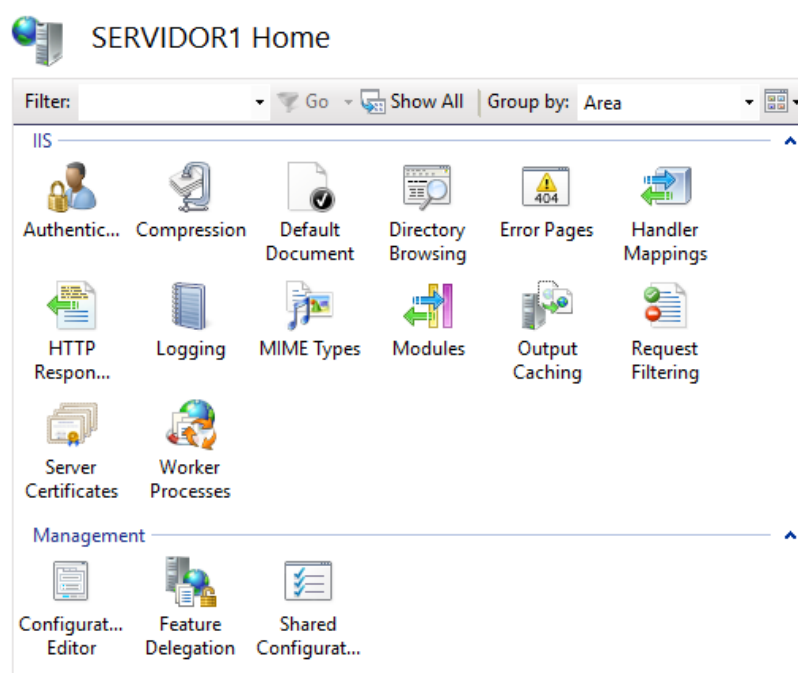 SERVIDOR1 Home
Filter: Go Show All Group by: Area
IIS
Authentic... Compression Default Document Directory Browsing Error Pages Handler Mappings
404
HTTP Respon... Logging MIME Types Modules Output Caching Request Filtering
Server Certificates Worker Processes
Management
Configurat... Editor Feature Delegation Shared Configurat...